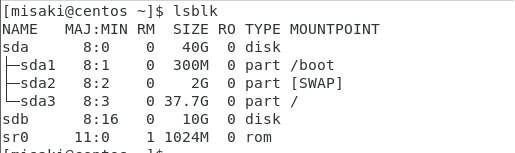 [misaki@centos ~]$ lsblk
NAME   MAJ:MIN RM  SIZE RO TYPE MOUNTPOINT
sda      8:0    0   40G  0 disk
├─sda1   8:1    0  300M  0 part /boot
├─sda2   8:2    0    2G  0 part [SWAP]
└─sda3   8:3    0 37.7G  0 part /
sdb      8:16   0   10G  0 disk
sr0     11:0    1 1024M  0 rom